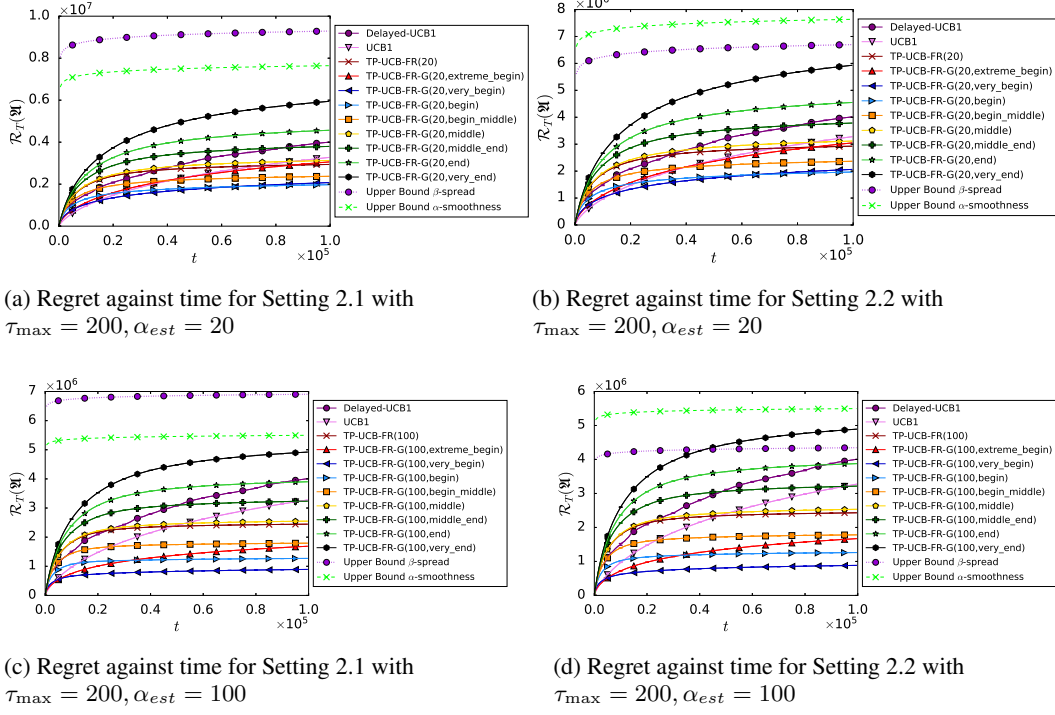 ×10⁷
1.0
0.8
0.6
0.4
0.2
0.0
0.0 0.2 0.4 0.6 0.8 1.0
t ×10⁵
R_T(𝔄)
Delayed-UCB1
UCB1
TP-UCB-FR(20)
TP-UCB-FR-G(20,extreme_begin)
TP-UCB-FR-G(20,very_begin)
TP-UCB-FR-G(20,begin)
TP-UCB-FR-G(20,begin_middle)
TP-UCB-FR-G(20,middle)
TP-UCB-FR-G(20,middle_end)
TP-UCB-FR-G(20,end)
TP-UCB-FR-G(20,very_end)
Upper Bound β-spread
Upper Bound α-smoothness
(a) Regret against time for Setting 2.1 with
τmax = 200, αest = 20
8
7
6
5
4
3
2
1
0
0.0 0.2 0.4 0.6 0.8 1.0
t ×10⁵
R_T(𝔄)
Delayed-UCB1
UCB1
TP-UCB-FR(20)
TP-UCB-FR-G(20,extreme_begin)
TP-UCB-FR-G(20,very_begin)
TP-UCB-FR-G(20,begin)
TP-UCB-FR-G(20,begin_middle)
TP-UCB-FR-G(20,middle)
TP-UCB-FR-G(20,middle_end)
TP-UCB-FR-G(20,end)
TP-UCB-FR-G(20,very_end)
Upper Bound β-spread
Upper Bound α-smoothness
(b) Regret against time for Setting 2.2 with
τmax = 200, αest = 20
×10⁶
7
6
5
4
3
2
1
0
0.0 0.2 0.4 0.6 0.8 1.0
t ×10⁵
R_T(𝔄)
Delayed-UCB1
UCB1
TP-UCB-FR(100)
TP-UCB-FR-G(100,extreme_begin)
TP-UCB-FR-G(100,very_begin)
TP-UCB-FR-G(100,begin)
TP-UCB-FR-G(100,begin_middle)
TP-UCB-FR-G(100,middle)
TP-UCB-FR-G(100,middle_end)
TP-UCB-FR-G(100,end)
TP-UCB-FR-G(100,very_end)
Upper Bound β-spread
Upper Bound α-smoothness
(c) Regret against time for Setting 2.1 with
τmax = 200, αest = 100
×10⁶
6
5
4
3
2
1
0
0.0 0.2 0.4 0.6 0.8 1.0
t ×10⁵
R_T(𝔄)
Delayed-UCB1
UCB1
TP-UCB-FR(100)
TP-UCB-FR-G(100,extreme_begin)
TP-UCB-FR-G(100,very_begin)
TP-UCB-FR-G(100,begin)
TP-UCB-FR-G(100,begin_middle)
TP-UCB-FR-G(100,middle)
TP-UCB-FR-G(100,middle_end)
TP-UCB-FR-G(100,end)
TP-UCB-FR-G(100,very_end)
Upper Bound β-spread
Upper Bound α-smoothness
(d) Regret against time for Setting 2.2 with
τmax = 200, αest = 100